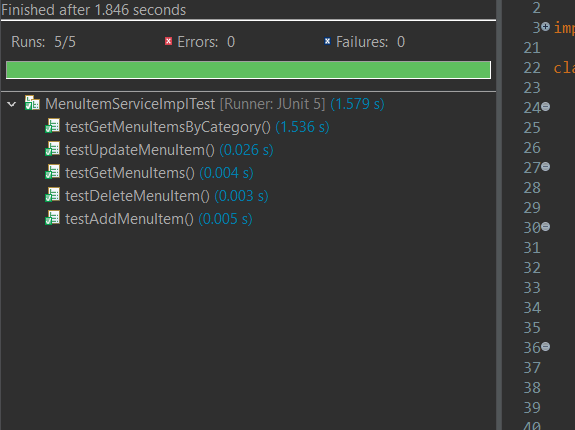 Finished after 1.846 seconds
Runs: 5/5 Errors: 0 Failures: 0
MenuItemServiceImplTest [Runner: JUnit 5] (1.579 s)
testGetMenuItemsByCategory() (1.536 s)
testUpdateMenuItem() (0.026 s)
testGetMenuItems() (0.004 s)
testDeleteMenuItem() (0.003 s)
testAddMenuItem() (0.005 s)
2
3 imp
21
22 cla
23
24
25
26
27
28
29
30
31
32
33
34
35
36
37
38
39
40